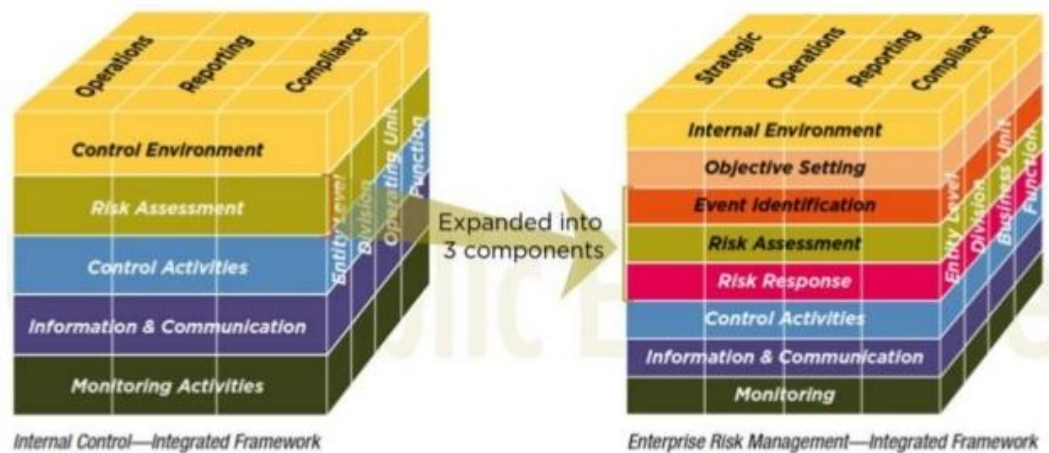 Operations
Reporting
Compliance
Control Environment
Risk Assessment
Control Activities
Information & Communication
Monitoring Activities
Entity Level
Division
Operating Unit
Function
Internal Control—Integrated Framework
Expanded into
3 components
Strategic
Operations
Reporting
Compliance
Internal Environment
Objective Setting
Event Identification
Risk Assessment
Risk Response
Control Activities
Information & Communication
Monitoring
Entity Level
Division
Business Unit
Function
Enterprise Risk Management—Integrated Framework